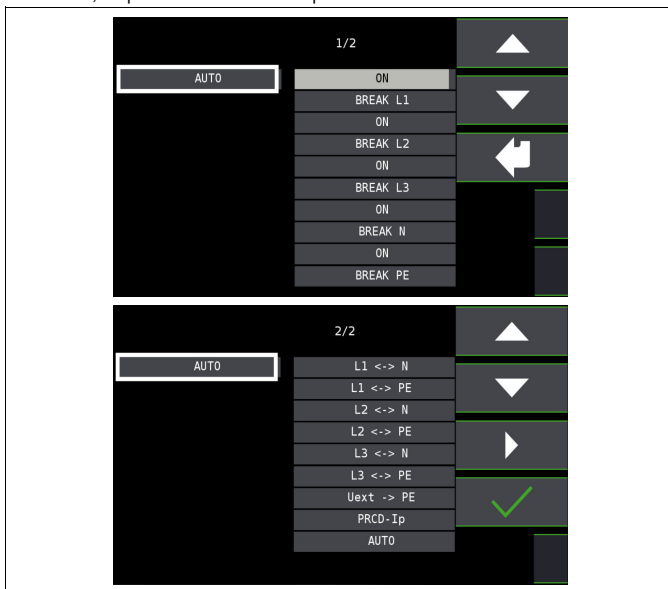 1/2
AUTO
ON
BREAK L1
ON
BREAK L2
ON
BREAK L3
ON
BREAK N
ON
BREAK PE
2/2
AUTO
L1 <-> N
L1 <-> PE
L2 <-> N
L2 <-> PE
L3 <-> N
L3 <-> PE
Uext -> PE
PRCD-Ip
AUTO